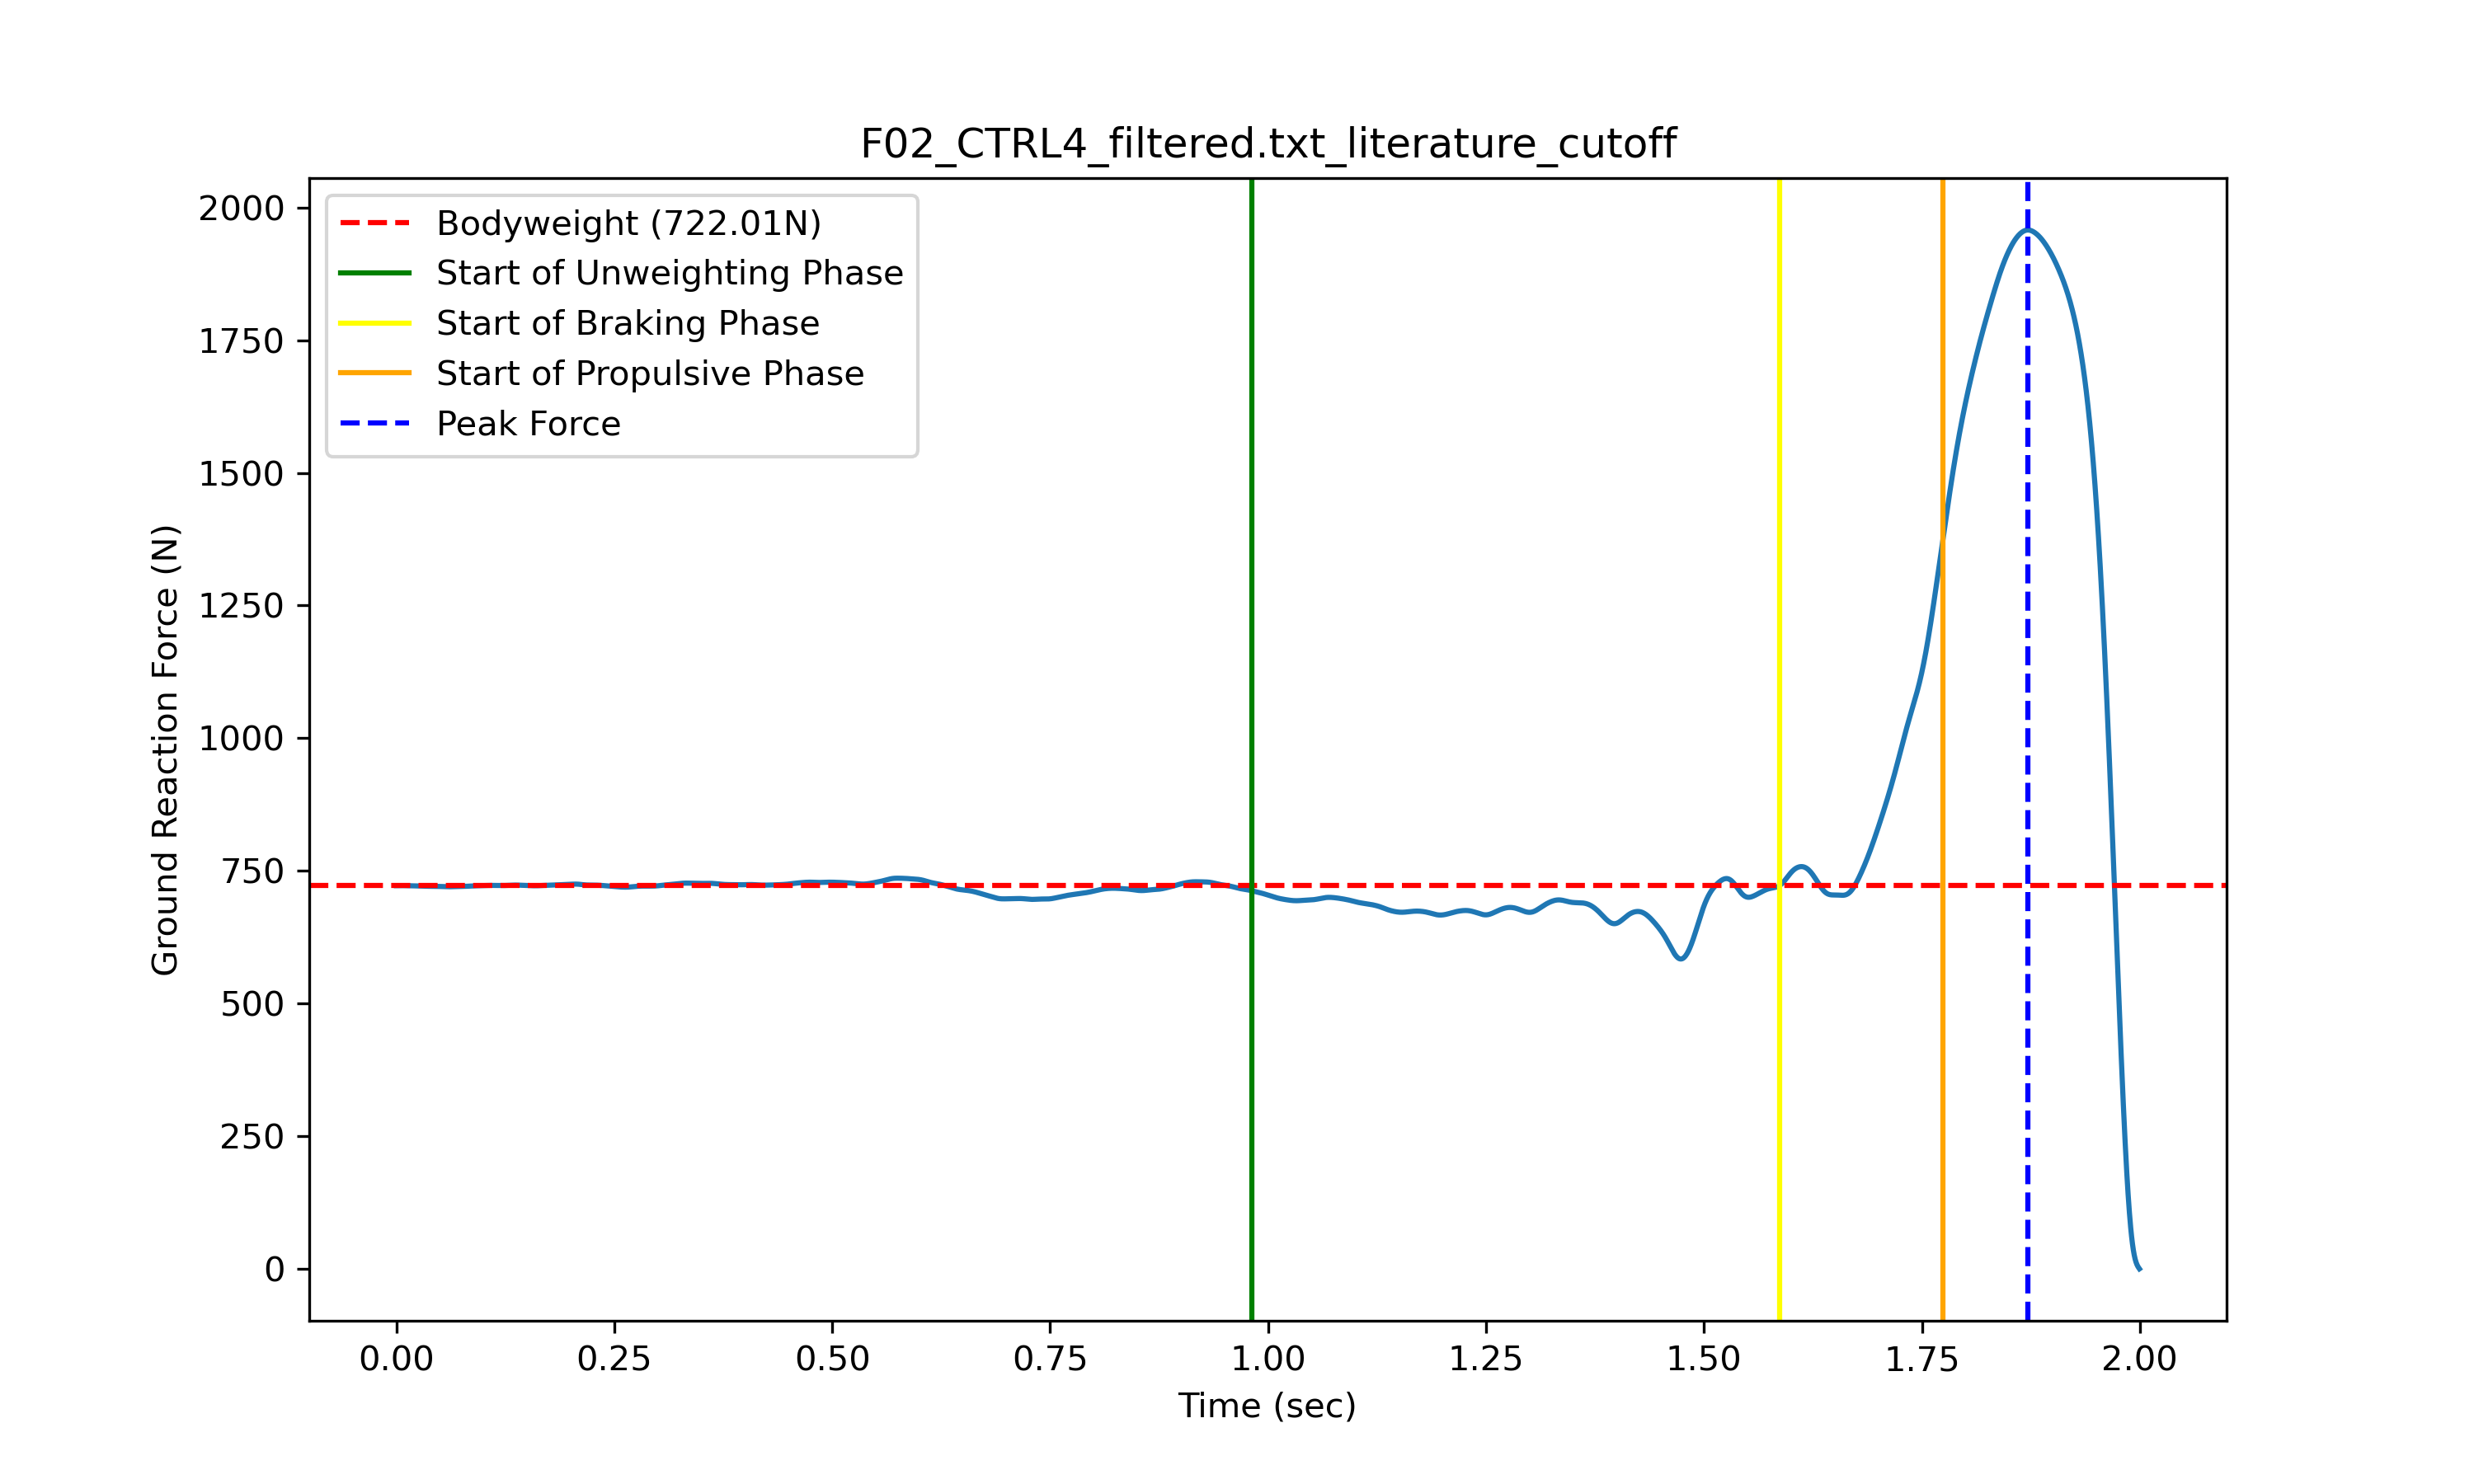 F02_CTRL4_filtered.txt_literature_cutoff
Bodyweight (722.01N)
Start of Unweighting Phase
Start of Braking Phase
Start of Propulsive Phase
Peak Force
Ground Reaction Force (N)
2000
1750
1500
1250
1000
750
500
250
0
0.00 0.25 0.50 0.75 1.00 1.25 1.50 1.75 2.00
Time (sec)